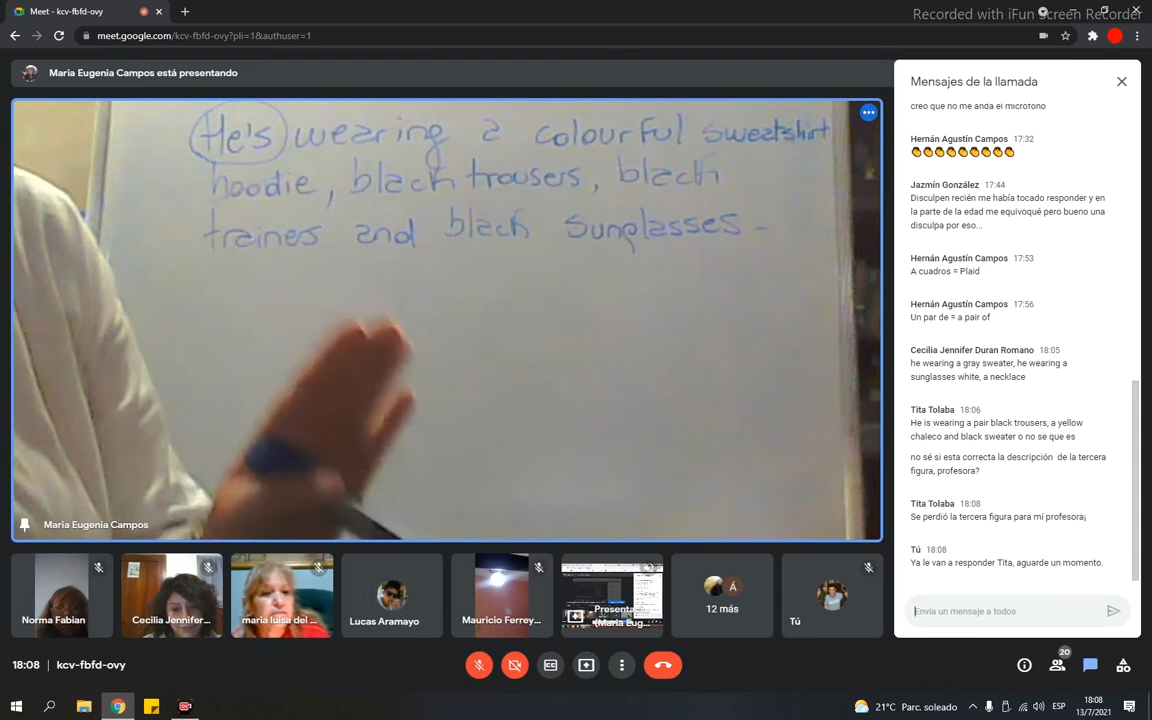 Meet - kcv-fbfd-ovy
Recorded with iFun Screen Recorder
meet.google.com/kcv-fbfd-ovy?pli=1&authuser=1
Maria Eugenia Campos está presentando
He's wearing a colourful sweatshirt
hoodie, black trousers, black
trainers and black sunglasses-
Maria Eugenia Campos
Norma Fabian
Cecilia Jennifer...
maria luisa del ...
Lucas Aramayo
Mauricio Ferrey...
Presenta...
(Maria Eug...
Á
12 más
Tú
Mensajes de la llamada
creo que no me anda el microfono
Hernán Agustín Campos 17:32
👏👏👏👏👏👏👏👏👏
Jazmín González 17:44
Disculpen recién me había tocado responder y en
la parte de la edad me equivoqué pero bueno una
disculpa por eso...
Hernán Agustín Campos 17:53
A cuadros = Plaid
Hernán Agustín Campos 17:56
Un par de = a pair of
Cecilia Jennifer Duran Romano 18:05
he wearing a gray sweater, he wearing a
sunglasses white, a necklace
Tita Tolaba 18:06
He is wearing a pair black trousers, a yellow
chaleco and black sweater o no se que es
no sé si esta correcta la descripción de la tercera
figura, profesora?
Tita Tolaba 18:08
Se perdió la tercera figura para mí profesora¡
Tú 18:08
Ya le van a responder Tita, aguarde un momento.
Envía un mensaje a todos
18:08 | kcv-fbfd-ovy
20
21°C Parc. soleado
ESP
18:08
13/7/2021